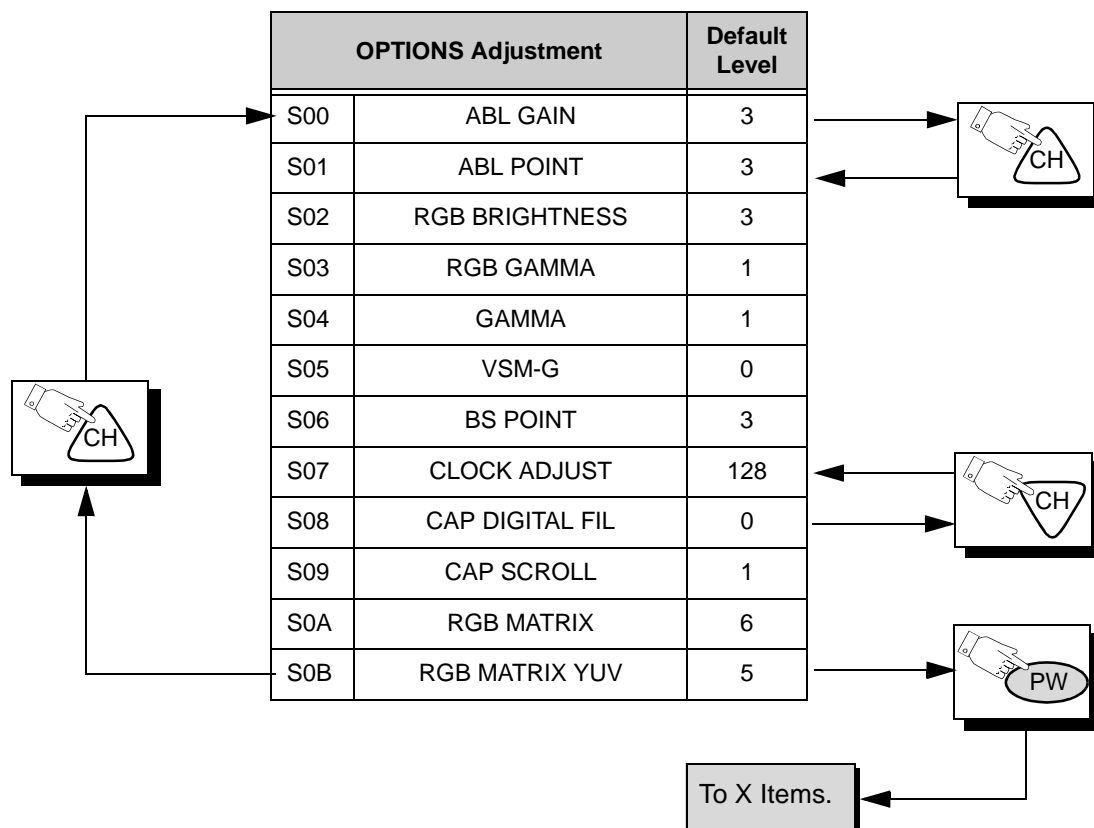 OPTIONS Adjustment Default Level
S00 ABL GAIN 3
S01 ABL POINT 3
S02 RGB BRIGHTNESS 3
S03 RGB GAMMA 1
S04 GAMMA 1
S05 VSM-G 0
S06 BS POINT 3
S07 CLOCK ADJUST 128
S08 CAP DIGITAL FIL 0
S09 CAP SCROLL 1
S0A RGB MATRIX 6
S0B RGB MATRIX YUV 5
CH
CH
CH
PW
To X Items.